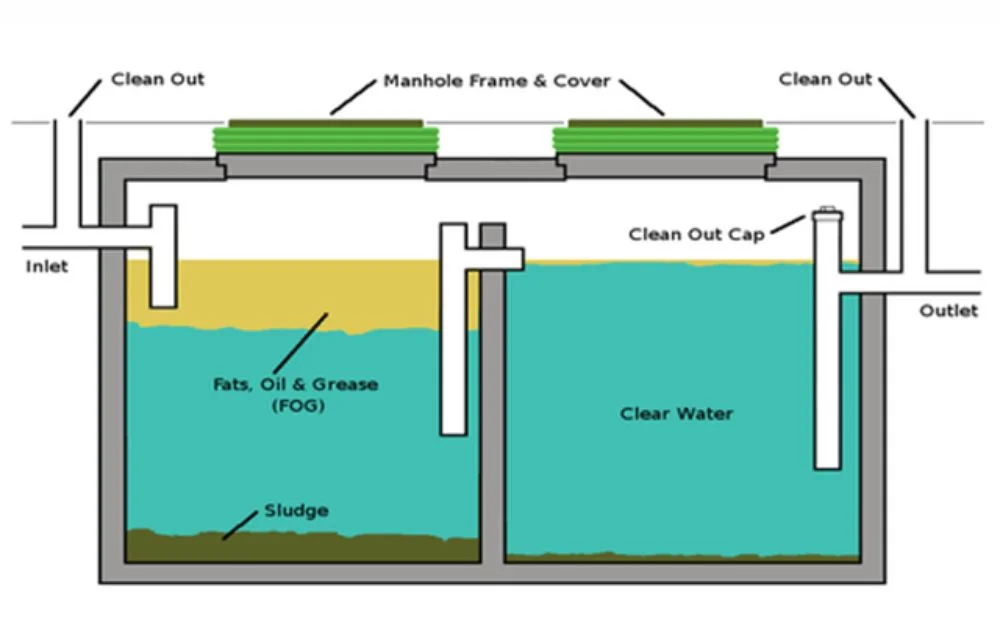 Clean Out
Manhole Frame & Cover
Clean Out
Clean Out Cap
Inlet
Outlet
Fats, Oil & Grease
(FOG)
Clear Water
Sludge